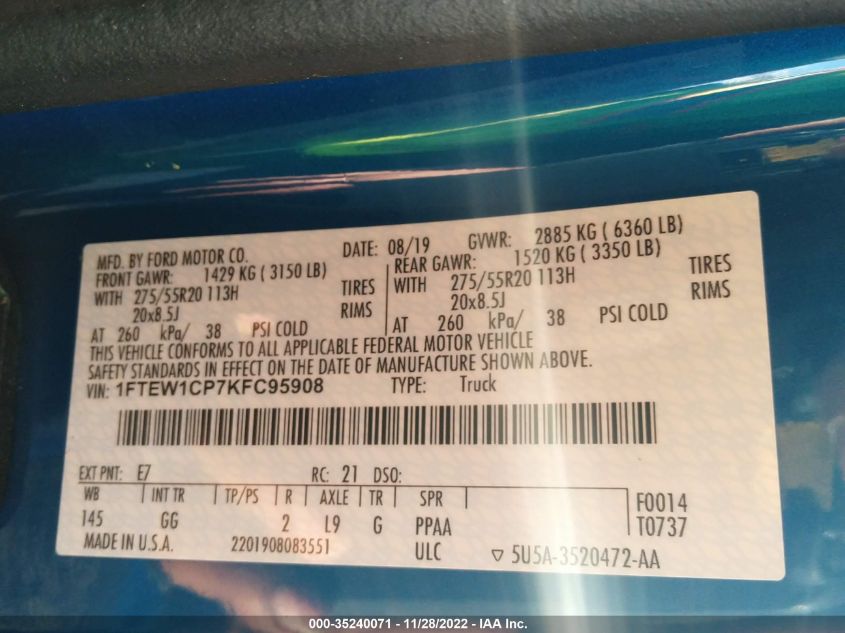 MFD. BY FORD MOTOR CO. DATE: 08/19 GVWR: 2885 KG ( 6360 LB)
FRONT GAWR: 1429 KG ( 3150 LB) REAR GAWR: 1520 KG ( 3350 LB)
WITH 275/55R20 113H TIRES WITH 275/55R20 113H TIRES
20x8.5J RIMS 20x8.5J RIMS
AT 260 kPa/ 38 PSI COLD AT 260 kPa/ 38 PSI COLD
THIS VEHICLE CONFORMS TO ALL APPLICABLE FEDERAL MOTOR VEHICLE
SAFETY STANDARDS IN EFFECT ON THE DATE OF MANUFACTURE SHOWN ABOVE.
VIN: 1FTEW1CP7KFC95908 TYPE: Truck
EXT PNT: E7 RC: 21 DSO:
WB INT TR TP/PS R AXLE TR SPR F0014
145 GG 2 L9 G PPAA T0737
MADE IN U.S.A. 2201908083551 ULC ▽ 5U5A-3520472-AA
000-35240071 - 11/28/2022 - IAA Inc.